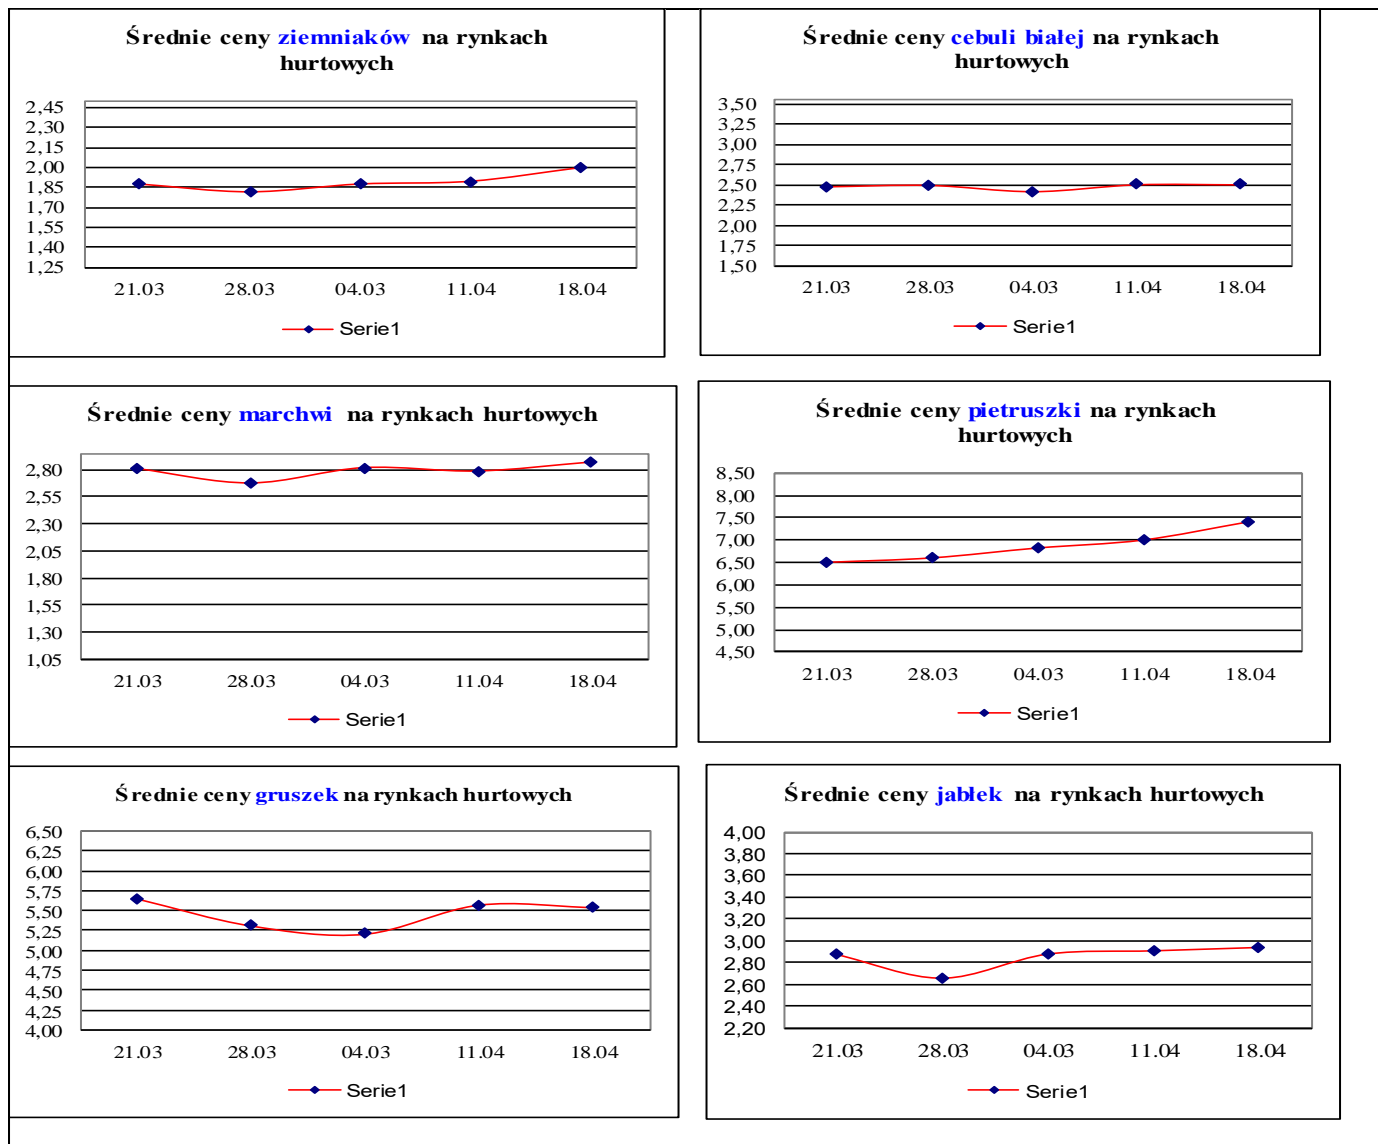 Średnie ceny ziemniaków na rynkach
hurtowych
2,45
2,30
2,15
2,00
1,85
1,70
1,55
1,40
1,25
21.03 28.03 04.03 11.04 18.04
Serie1
Średnie ceny cebuli białej na rynkach
hurtowych
3,50
3,25
3,00
2,75
2,50
2,25
2,00
1,75
1,50
21.03 28.03 04.03 11.04 18.04
Serie1
Średnie ceny marchwi na rynkach hurtowych
2,80
2,55
2,30
2,05
1,80
1,55
1,30
1,05
21.03 28.03 04.03 11.04 18.04
Serie1
Średnie ceny pietruszki na rynkach
hurtowych
8,50
8,00
7,50
7,00
6,50
6,00
5,50
5,00
4,50
21.03 28.03 04.03 11.04 18.04
Serie1
Średnie ceny gruszek na rynkach hurtowych
6,50
6,25
6,00
5,75
5,50
5,25
5,00
4,75
4,50
4,25
4,00
21.03 28.03 04.03 11.04 18.04
Serie1
Średnie ceny jabłek na rynkach hurtowych
4,00
3,80
3,60
3,40
3,20
3,00
2,80
2,60
2,40
2,20
21.03 28.03 04.03 11.04 18.04
Serie1